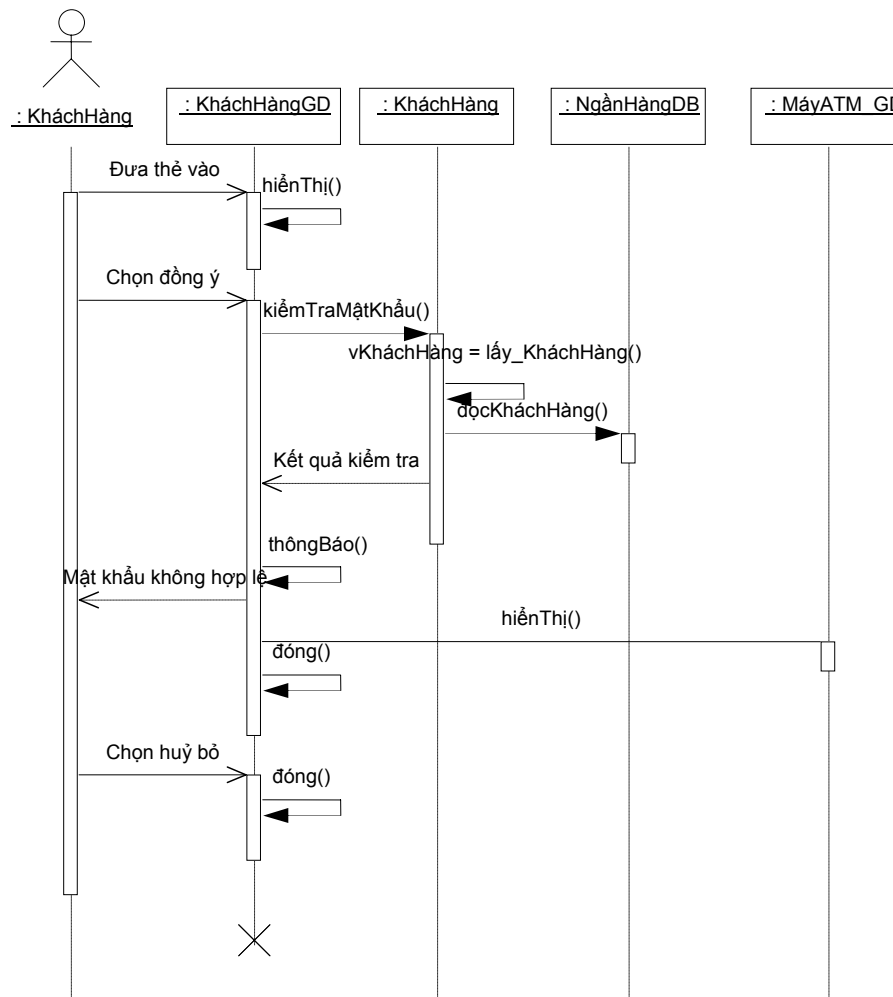 : KháchHàng
: KháchHàngGD
: KháchHàng
: NgânHàngDB
: MáyATM_GD
Đưa thẻ vào
hiểnThị()
Chọn đồng ý
kiểmTraMậtKhẩu()
vKháchHàng = lấy_KháchHàng()
đọcKháchHàng()
Kết quả kiểm tra
thôngBáo()
Mật khẩu không hợp lệ
hiểnThị()
đóng()
Chọn huỷ bỏ
đóng()